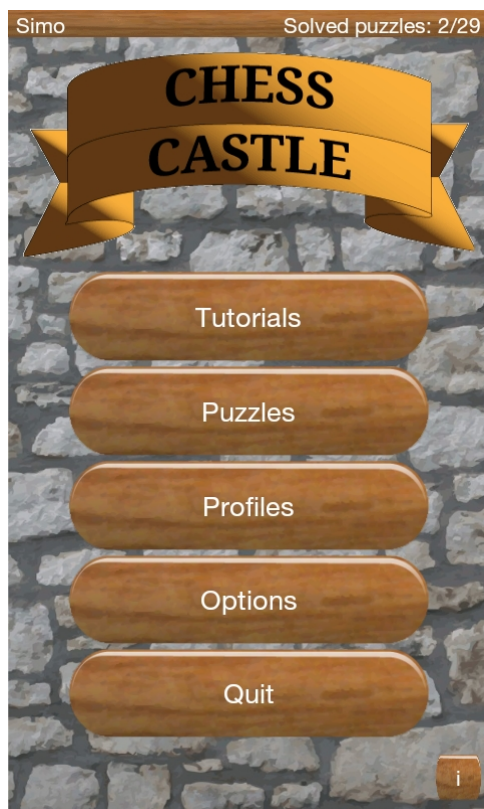 Simo Solved puzzles: 2/29
CHESS
CASTLE
Tutorials
Puzzles
Profiles
Options
Quit
i